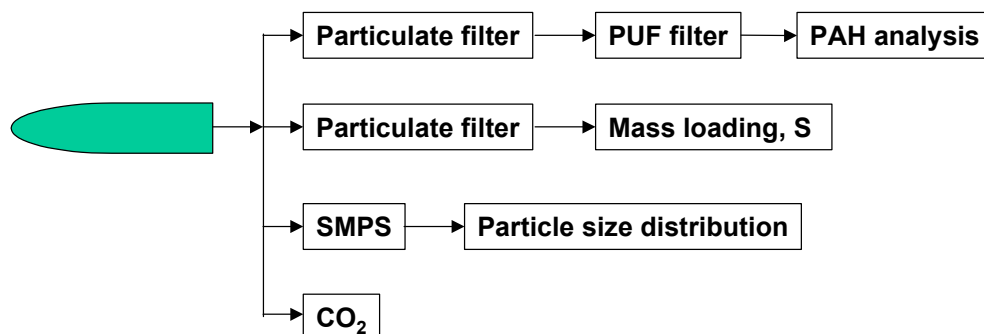 Particulate filter
PUF filter
PAH analysis
Particulate filter
Mass loading, S
SMPS
Particle size distribution
CO₂